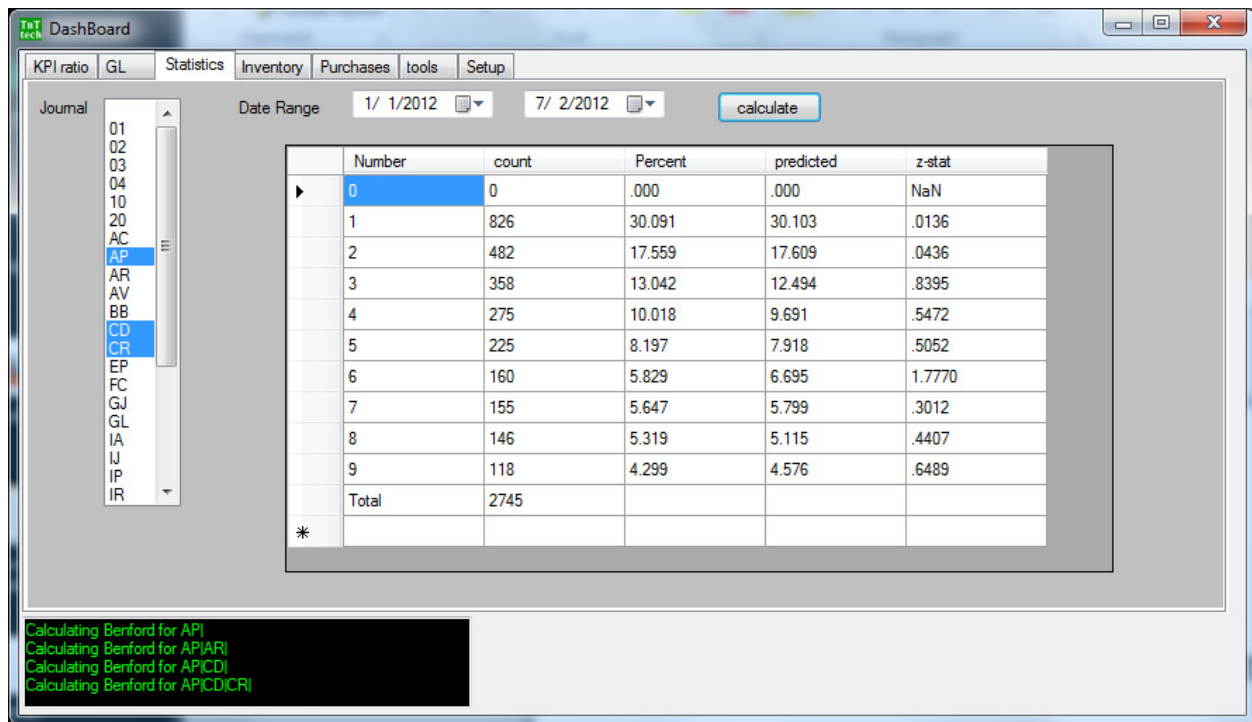 TnT tech DashBoard
KPI ratio GL Statistics Inventory Purchases tools Setup
Journal
01
02
03
04
10
20
AC
AP
AR
AV
BB
CD
CR
EP
FC
GJ
GL
IA
IJ
IP
IR
Date Range 1/ 1/2012 7/ 2/2012 calculate
Number count Percent predicted z-stat
0 0 .000 .000 NaN
1 826 30.091 30.103 .0136
2 482 17.559 17.609 .0436
3 358 13.042 12.494 .8395
4 275 10.018 9.691 .5472
5 225 8.197 7.918 .5052
6 160 5.829 6.695 1.7770
7 155 5.647 5.799 .3012
8 146 5.319 5.115 .4407
9 118 4.299 4.576 .6489
Total 2745
Calculating Benford for AP|
Calculating Benford for AP|AR|
Calculating Benford for AP|CD|
Calculating Benford for AP|CD|CR|